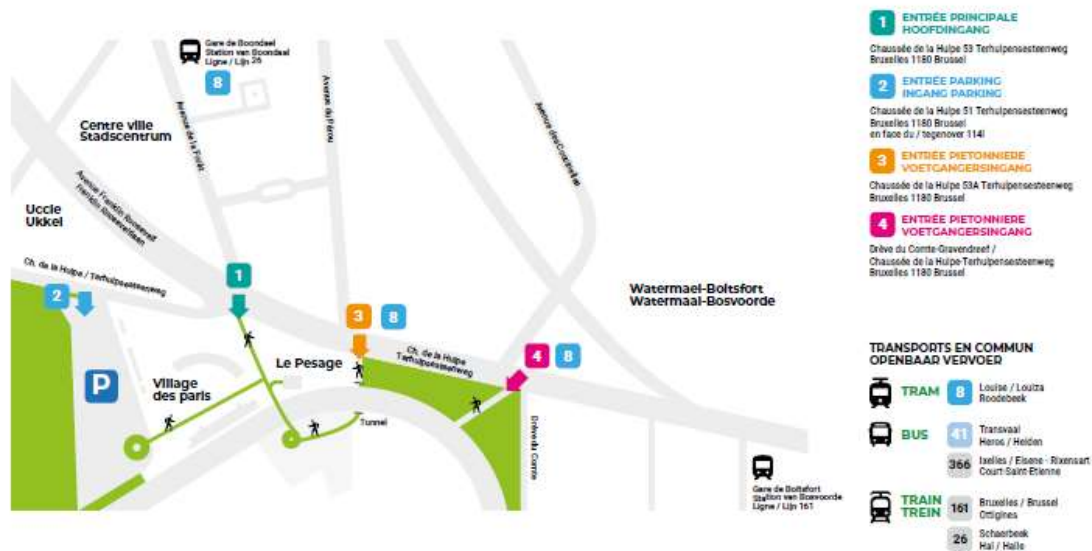 Gare de Boondael
Station van Boondaal
Ligne / Lijn 26
8
Centre ville
Stadscentrum
Avenue de la Forêt
Avenue du Pérou
Avenue des Coccinelles
Avenue Franklin Roosevelt
Franklin Rooseveltlaan
Uccle
Ukkel
Ch. de la Hulpe / Terhulpensesteenweg
2
1
3
8
4
8
Watermael-Boitsfort
Watermaal-Bosvoorde
Ch. de la Hulpe
Terhulpensesteenweg
Le Pesage
Village
des paris
P
Tunnel
Drève du Comte
Gare de Boitsfort
Station van Bosvoorde
Ligne / Lijn 161
1 ENTRÉE PRINCIPALE
HOOFDINGANG
Chaussée de la Hulpe 53 Terhulpensesteenweg
Bruxelles 1180 Brussel
2 ENTRÉE PARKING
INGANG PARKING
Chaussée de la Hulpe 51 Terhulpensesteenweg
Bruxelles 1180 Brussel
en face du / tegenover 114!
3 ENTRÉE PIETONNIERE
VOETGANGERSINGANG
Chaussée de la Hulpe 53A Terhulpensesteenweg
Bruxelles 1180 Brussel
4 ENTRÉE PIETONNIERE
VOETGANGERSINGANG
Drève du Comte-Gravendreef /
Chaussée de la Hulpe-Terhulpensesteenweg
Bruxelles 1180 Brussel
TRANSPORTS EN COMMUN
OPENBAAR VERVOER
TRAM 8 Louise / Louiza
Roodebeek
BUS 41 Transvaal
Heros / Helden
366 Ixelles / Elsene - Rixensart
Court-Saint-Etienne
TRAIN
TREIN
161 Bruxelles / Brussel
Ottigines
26 Schaerbeek
Hal / Halle